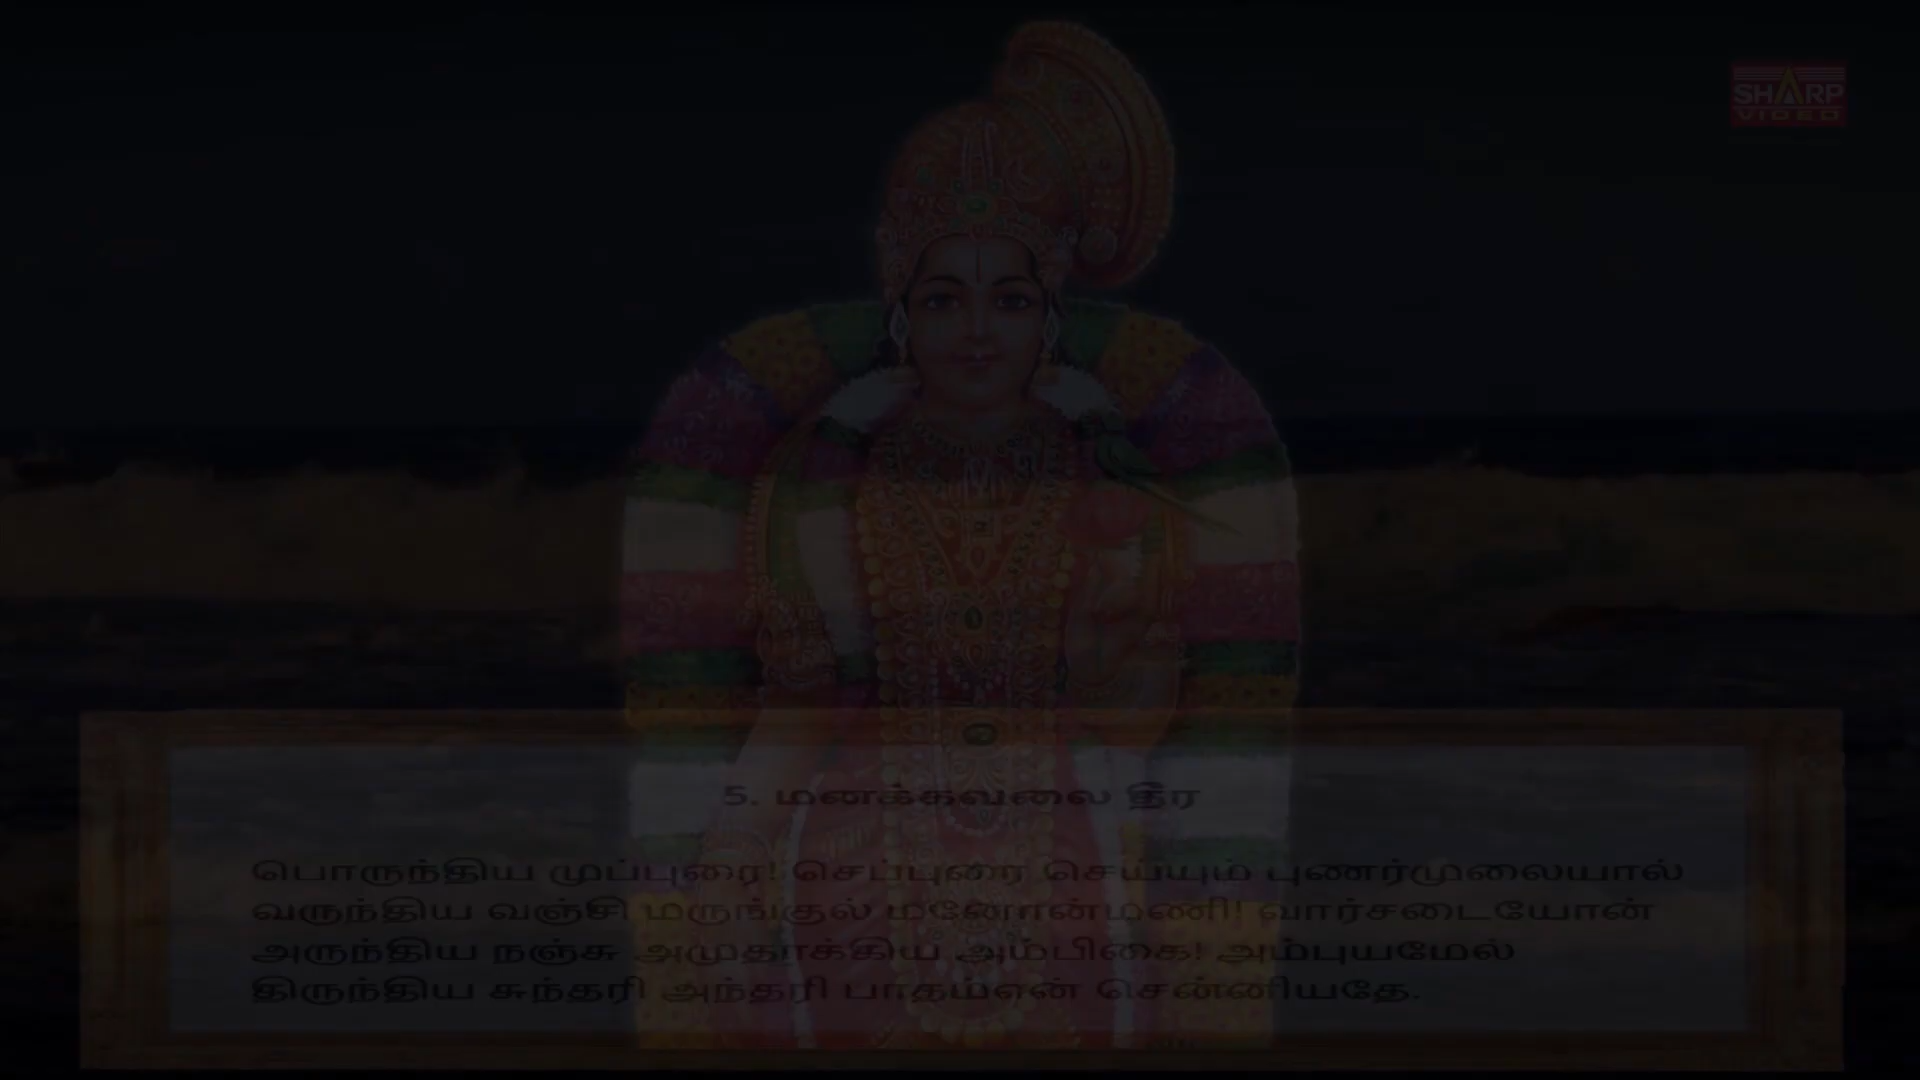 SHARP
VIDEO
5. மனக்கவலை தீர
பொருந்திய முப்புரை! செப்புரை செய்யும் புணர்முலையால்
வருந்திய வஞ்சி மருங்குல் மனோன்மணி! வார்சடையோன்
அருந்திய நஞ்சு அமுதாக்கிய அம்பிகை! அம்புயமேல்
திருந்திய சுந்தரி அந்தரி பாதம்என் சென்னியதே.